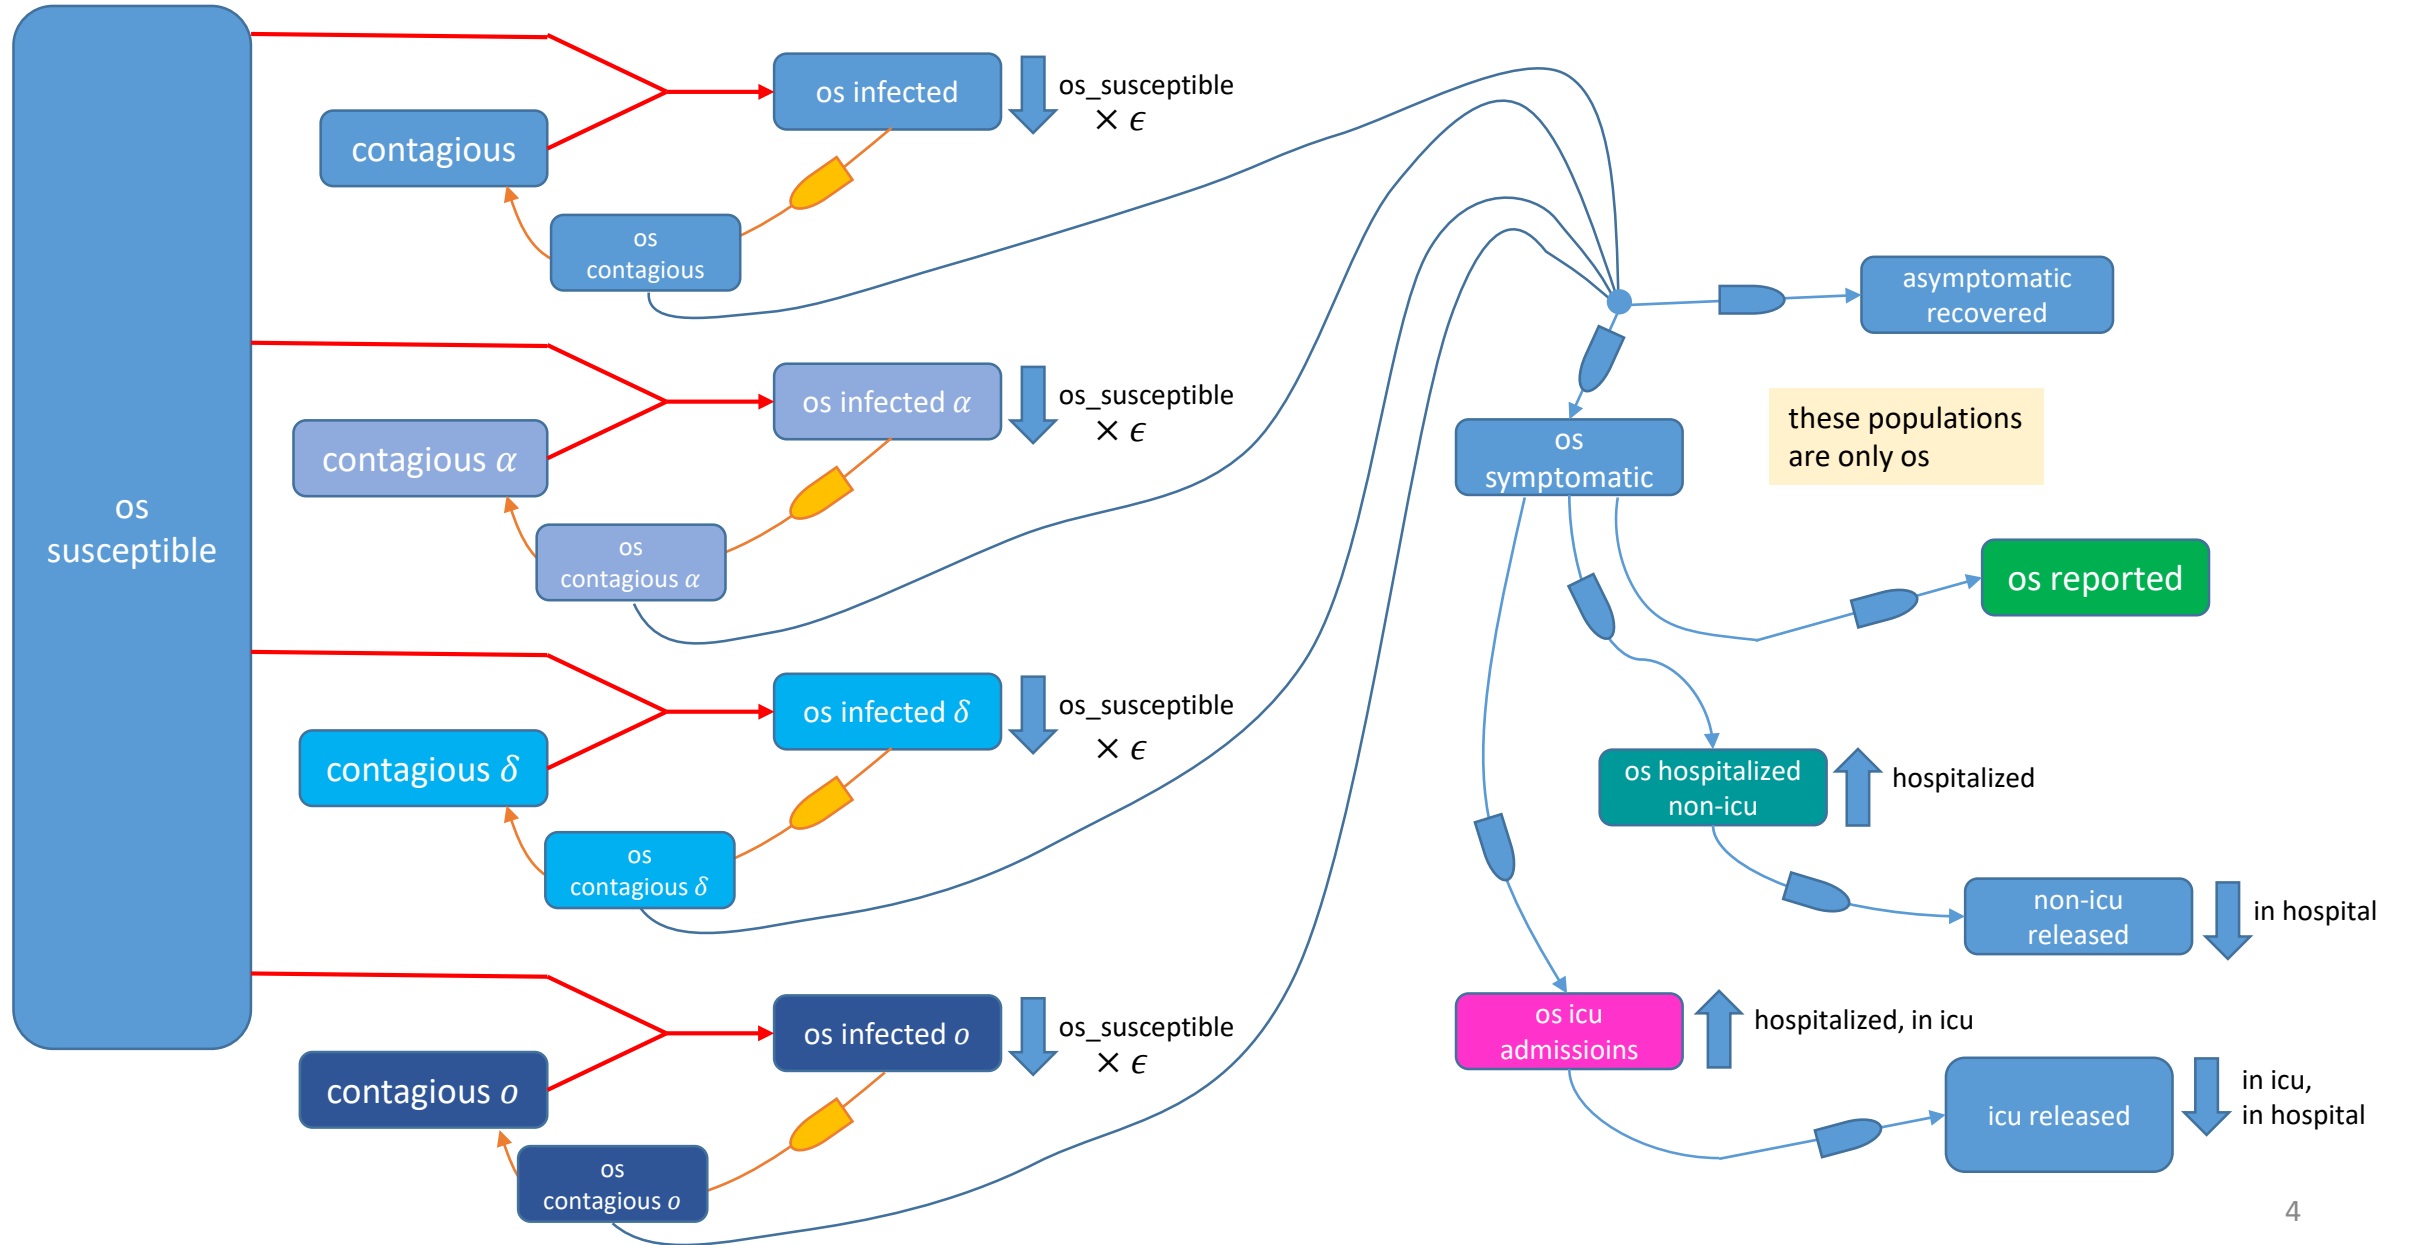 os
susceptible
os infected
os_susceptible
× ϵ
contagious
os
contagious
os infected α
os_susceptible
× ϵ
contagious α
os
contagious α
os infected δ
os_susceptible
× ϵ
contagious δ
os
contagious δ
os infected o
os_susceptible
× ϵ
contagious o
os
contagious o
asymptomatic
recovered
these populations
are only os
os
symptomatic
os reported
os hospitalized
non-icu
hospitalized
non-icu
released
in hospital
os icu
admissioins
hospitalized, in icu
icu released
in icu,
in hospital
4